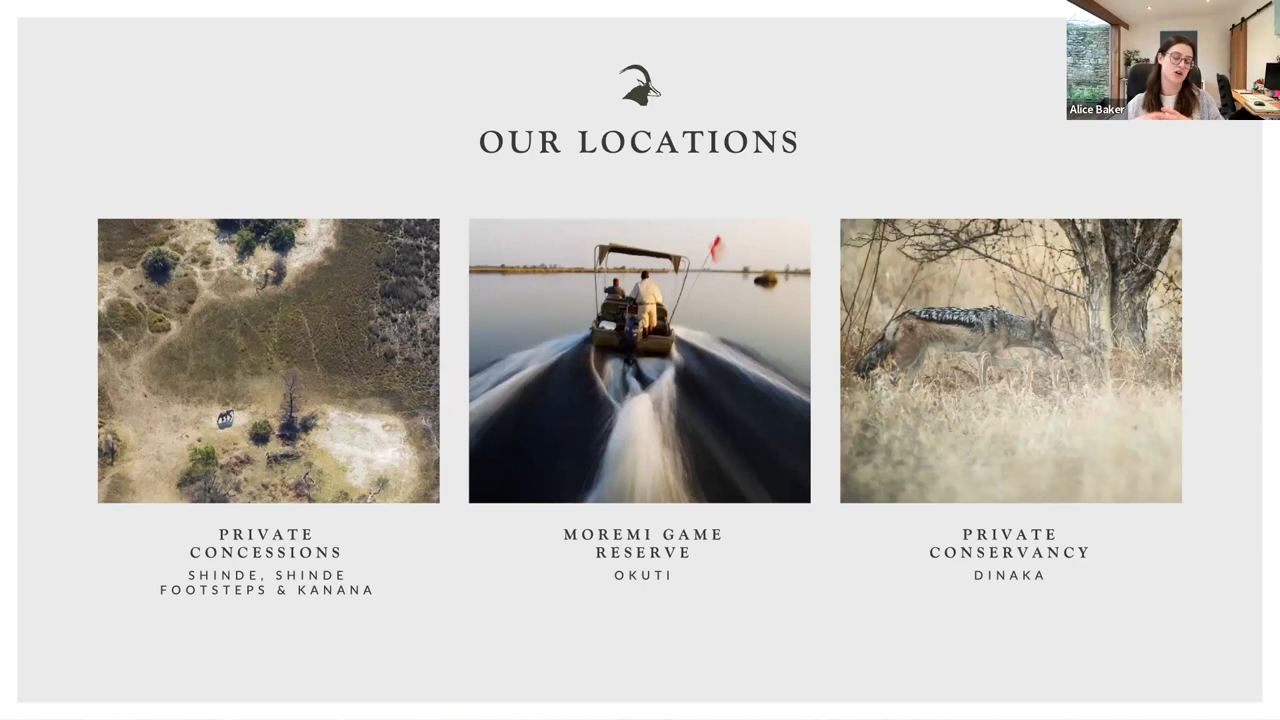 Alice Baker
OUR LOCATIONS
PRIVATE
CONCESSIONS
SHINDE, SHINDE
FOOTSTEPS & KANANA
MOREMI GAME
RESERVE
OKUTI
PRIVATE
CONSERVANCY
DINAKA